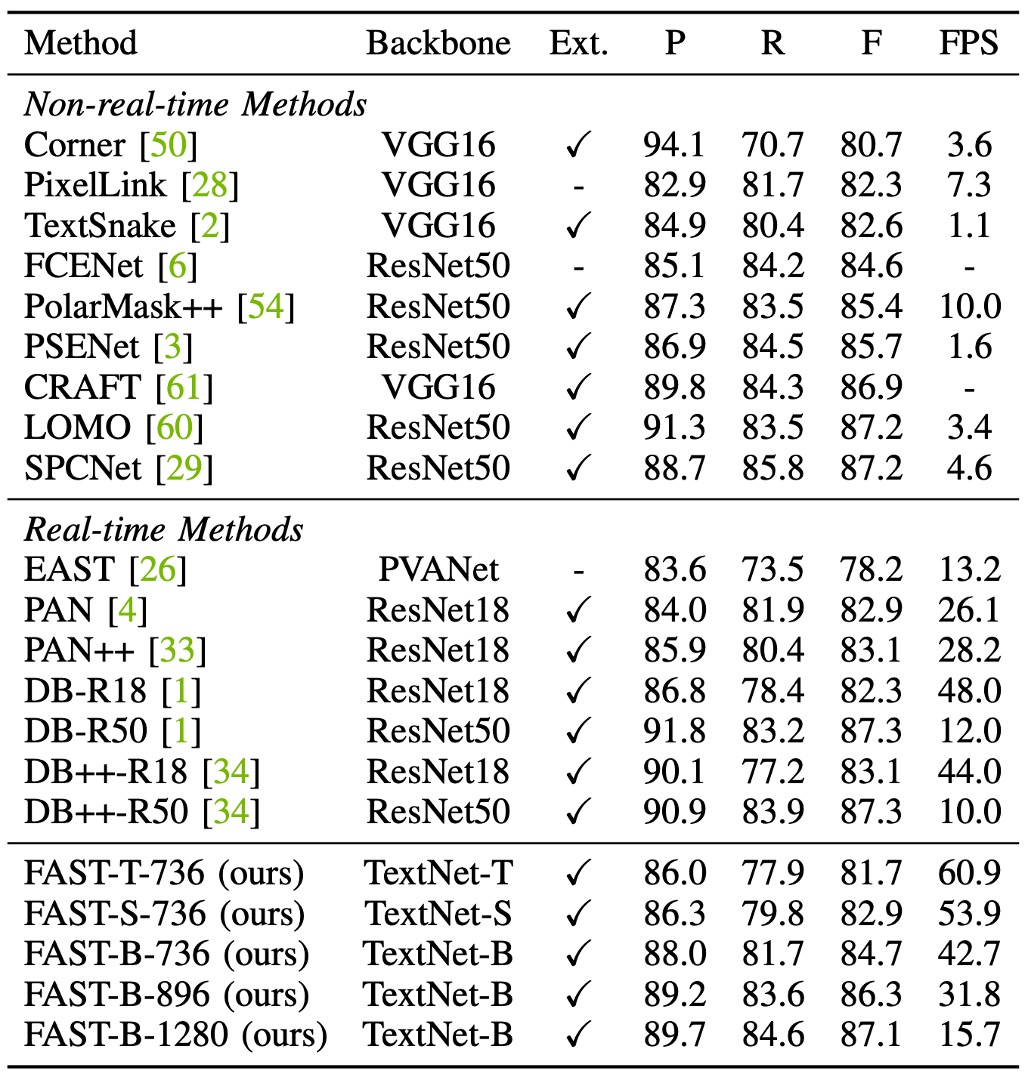 Method Backbone Ext. P R F FPS
Non-real-time Methods
Corner [50] VGG16 ✓ 94.1 70.7 80.7 3.6
PixelLink [28] VGG16 - 82.9 81.7 82.3 7.3
TextSnake [2] VGG16 ✓ 84.9 80.4 82.6 1.1
FCENet [6] ResNet50 - 85.1 84.2 84.6 -
PolarMask++ [54] ResNet50 ✓ 87.3 83.5 85.4 10.0
PSENet [3] ResNet50 ✓ 86.9 84.5 85.7 1.6
CRAFT [61] VGG16 ✓ 89.8 84.3 86.9 -
LOMO [60] ResNet50 ✓ 91.3 83.5 87.2 3.4
SPCNet [29] ResNet50 ✓ 88.7 85.8 87.2 4.6
Real-time Methods
EAST [26] PVANet - 83.6 73.5 78.2 13.2
PAN [4] ResNet18 ✓ 84.0 81.9 82.9 26.1
PAN++ [33] ResNet18 ✓ 85.9 80.4 83.1 28.2
DB-R18 [1] ResNet18 ✓ 86.8 78.4 82.3 48.0
DB-R50 [1] ResNet50 ✓ 91.8 83.2 87.3 12.0
DB++-R18 [34] ResNet18 ✓ 90.1 77.2 83.1 44.0
DB++-R50 [34] ResNet50 ✓ 90.9 83.9 87.3 10.0
FAST-T-736 (ours) TextNet-T ✓ 86.0 77.9 81.7 60.9
FAST-S-736 (ours) TextNet-S ✓ 86.3 79.8 82.9 53.9
FAST-B-736 (ours) TextNet-B ✓ 88.0 81.7 84.7 42.7
FAST-B-896 (ours) TextNet-B ✓ 89.2 83.6 86.3 31.8
FAST-B-1280 (ours) TextNet-B ✓ 89.7 84.6 87.1 15.7